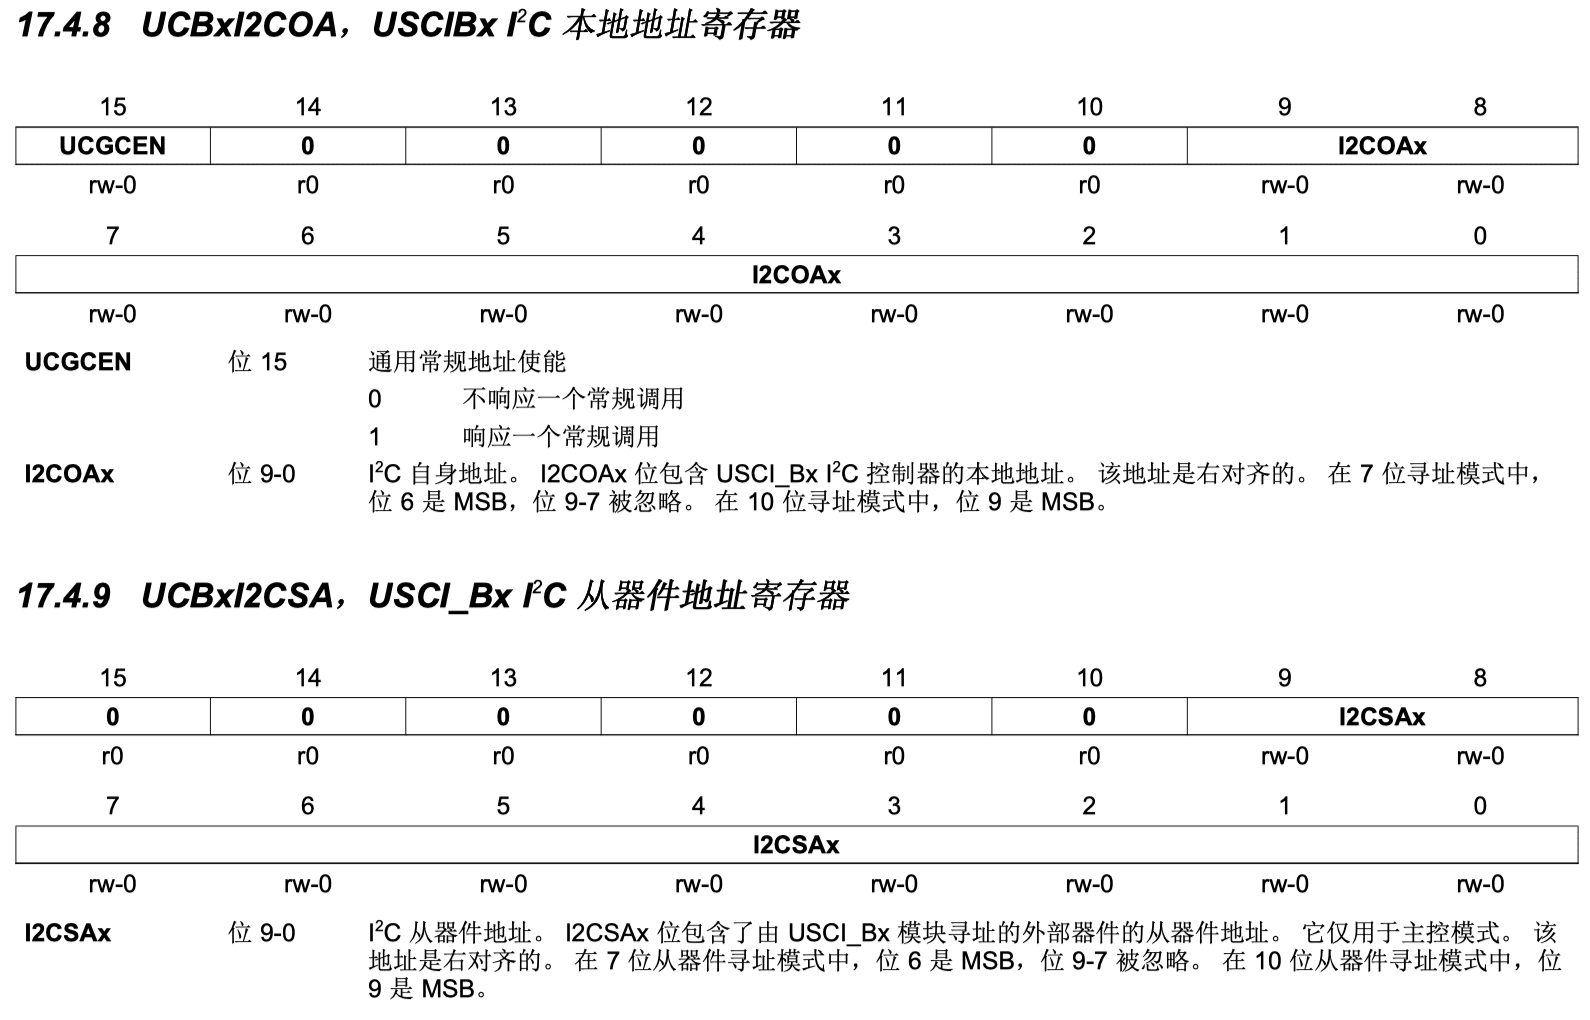 17.4.8 UCBxI2COA，USCIBx I²C 本地地址寄存器
15 14 13 12 11 10 9 8
UCGCEN 0 0 0 0 0 I2COAx
rw-0 r0 r0 r0 r0 r0 rw-0 rw-0
7 6 5 4 3 2 1 0
I2COAx
rw-0 rw-0 rw-0 rw-0 rw-0 rw-0 rw-0 rw-0
UCGCEN 位 15 通用常规地址使能
0 不响应一个常规调用
1 响应一个常规调用
I2COAx 位 9-0 I²C 自身地址。 I2COAx 位包含 USCI_Bx I²C 控制器的本地地址。 该地址是右对齐的。 在 7 位寻址模式中，
位 6 是 MSB，位 9-7 被忽略。 在 10 位寻址模式中，位 9 是 MSB。
17.4.9 UCBxI2CSA，USCI_Bx I²C 从器件地址寄存器
15 14 13 12 11 10 9 8
0 0 0 0 0 0 I2CSAx
r0 r0 r0 r0 r0 r0 rw-0 rw-0
7 6 5 4 3 2 1 0
I2CSAx
rw-0 rw-0 rw-0 rw-0 rw-0 rw-0 rw-0 rw-0
I2CSAx 位 9-0 I²C 从器件地址。 I2CSAx 位包含了由 USCI_Bx 模块寻址的外部器件的从器件地址。 它仅用于主控模式。 该
地址是右对齐的。 在 7 位从器件寻址模式中，位 6 是 MSB，位 9-7 被忽略。 在 10 位从器件寻址模式中，位
9 是 MSB。